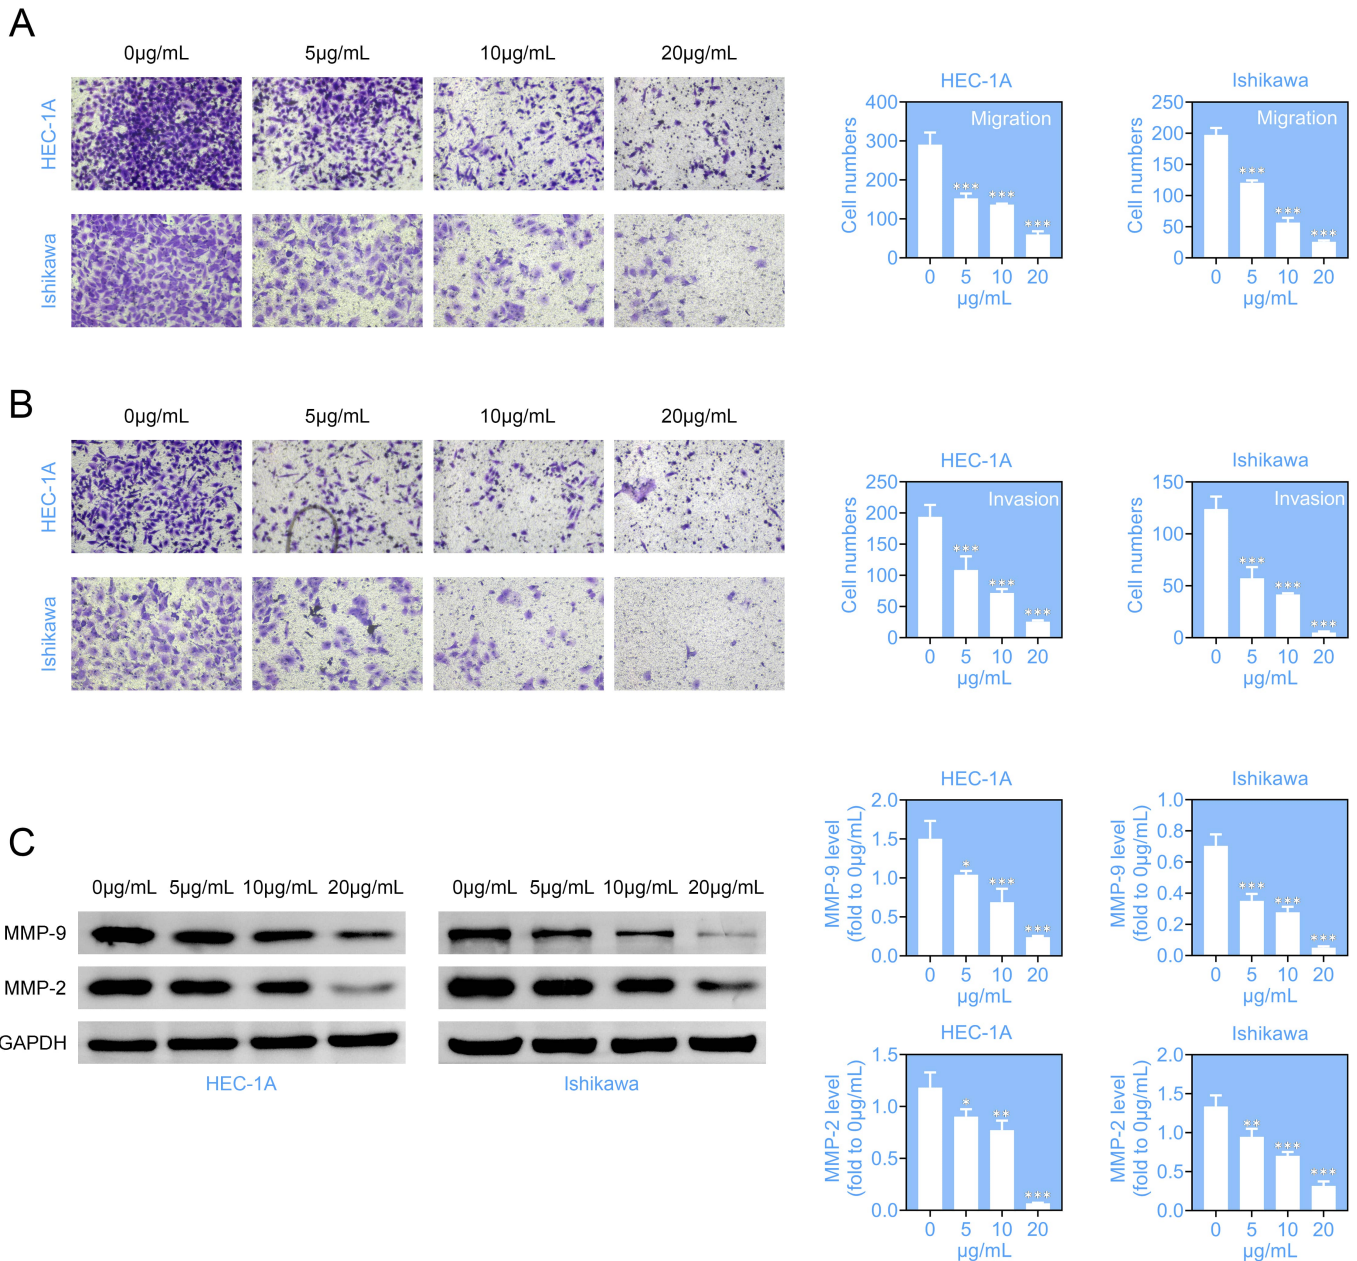 A
0µg/mL 5µg/mL 10µg/mL 20µg/mL
HEC-1A
Ishikawa
HEC-1A
Migration
Cell numbers
400
300
200
100
0
0 5 10 20
µg/mL
***
***
***
Ishikawa
Migration
Cell numbers
250
200
150
100
50
0
0 5 10 20
µg/mL
***
***
***
B
0µg/mL 5µg/mL 10µg/mL 20µg/mL
HEC-1A
Ishikawa
HEC-1A
Invasion
Cell numbers
250
200
150
100
50
0
0 5 10 20
µg/mL
***
***
***
Ishikawa
Invasion
Cell numbers
150
100
50
0
0 5 10 20
µg/mL
***
***
***
C
0µg/mL 5µg/mL 10µg/mL 20µg/mL
0µg/mL 5µg/mL 10µg/mL 20µg/mL
MMP-9
MMP-2
GAPDH
HEC-1A
Ishikawa
HEC-1A
MMP-9 level
(fold to 0µg/mL)
2.0
1.5
1.0
0.5
0.0
0 5 10 20
µg/mL
*
***
***
Ishikawa
MMP-9 level
(fold to 0µg/mL)
1.0
0.8
0.6
0.4
0.2
0.0
0 5 10 20
µg/mL
***
***
***
HEC-1A
MMP-2 level
(fold to 0µg/mL)
1.5
1.0
0.5
0.0
0 5 10 20
µg/mL
*
**
***
Ishikawa
MMP-2 level
(fold to 0µg/mL)
2.0
1.5
1.0
0.5
0.0
0 5 10 20
µg/mL
**
***
***